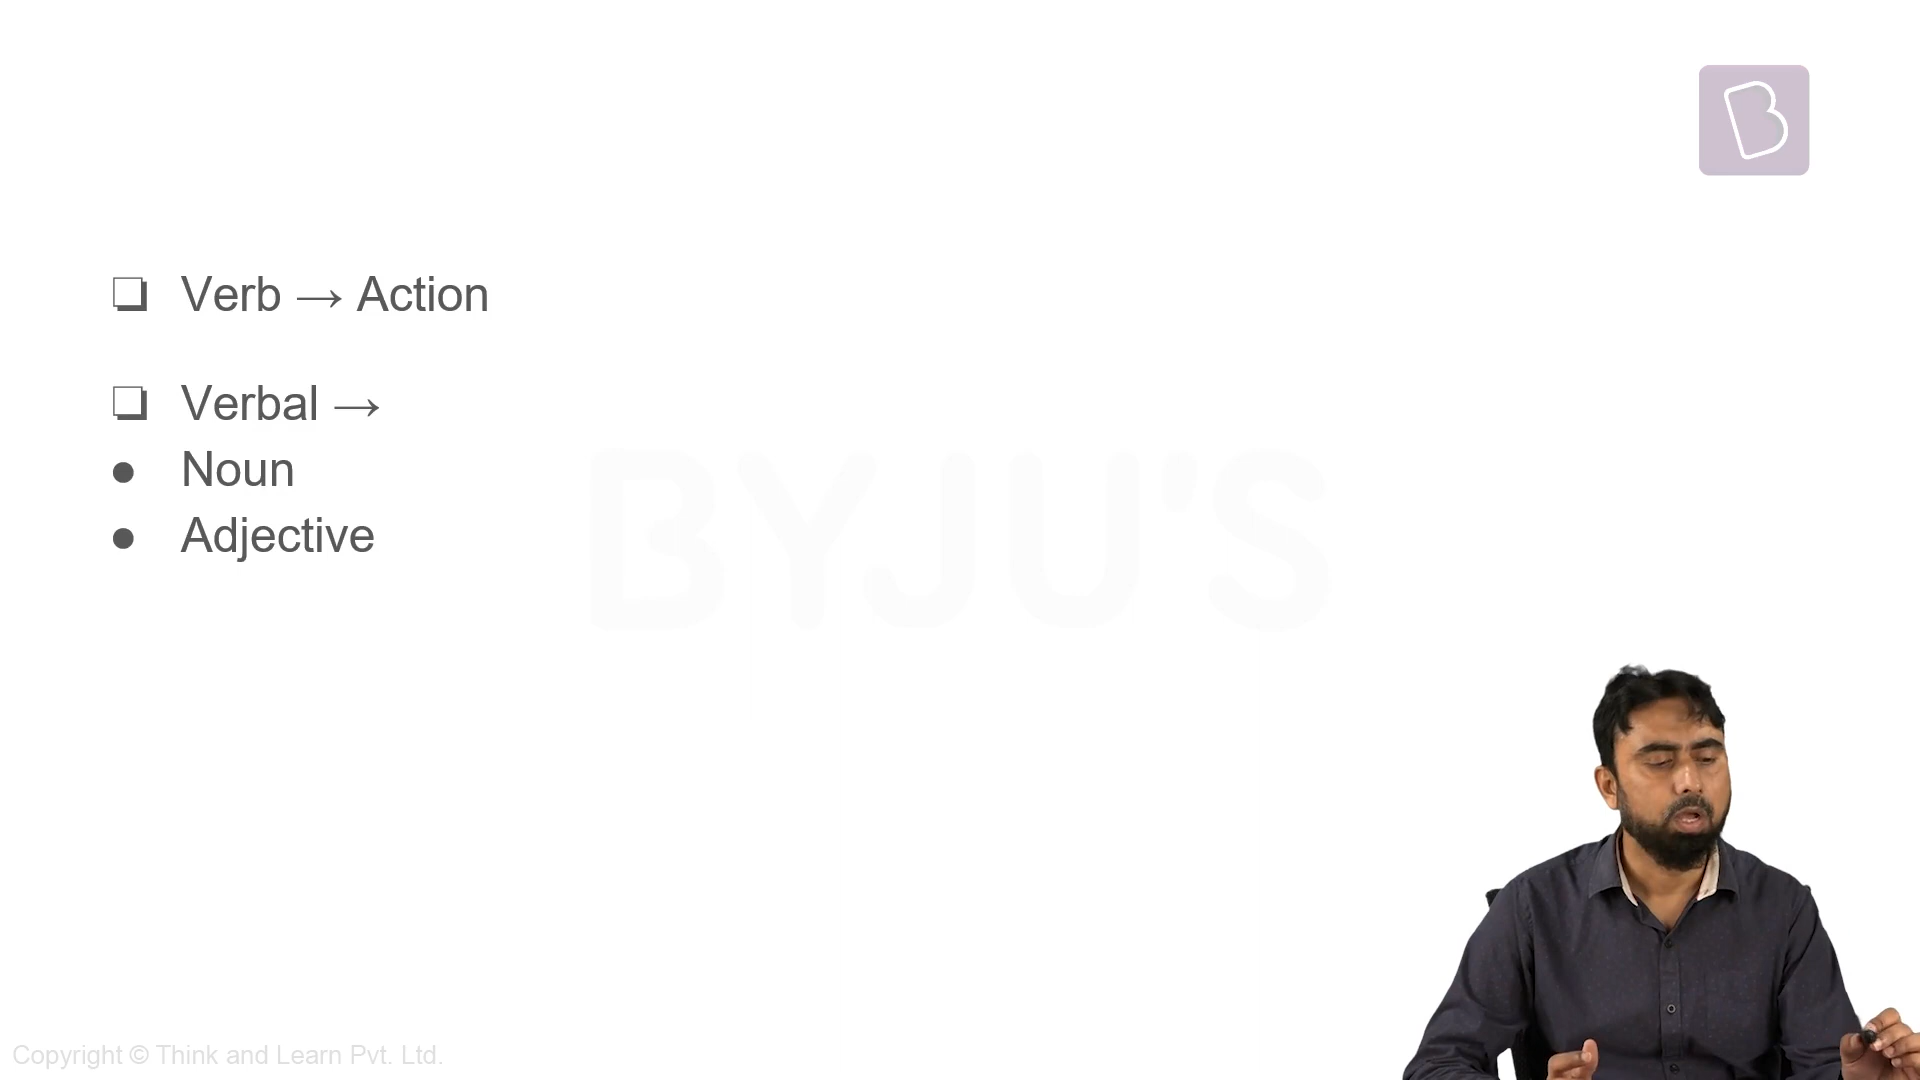 ❏ Verb → Action
❏ Verbal →
● Noun
● Adjective
BYJU'S
Copyright © Think and Learn Pvt. Ltd.